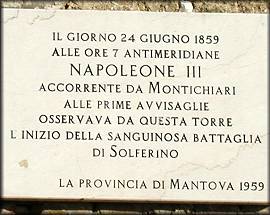 IL GIORNO 24 GIUGNO 1859
ALLE ORE 7 ANTIMERIDIANE
NAPOLEONE III
ACCORRENTE DA MONTICHIARI
ALLE PRIME AVVISAGLIE
OSSERVAVA DA QUESTA TORRE
L INIZIO DELLA SANGUINOSA BATTAGLIA
DI SOLFERINO
LA PROVINCIA DI MANTOVA 1959